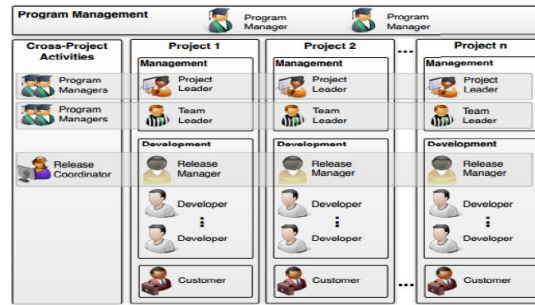 Program Management
Program
Manager
Program
Manager
Cross-Project
Activities
Program
Managers
Program
Managers
Release
Coordinator
Project 1
Management
Project
Leader
Team
Leader
Development
Release
Manager
Developer
Developer
Customer
Project 2
Management
Project
Leader
Team
Leader
Development
Release
Manager
Developer
Developer
Customer
...
...
Project n
Management
Project
Leader
Team
Leader
Development
Release
Manager
Developer
Developer
Customer